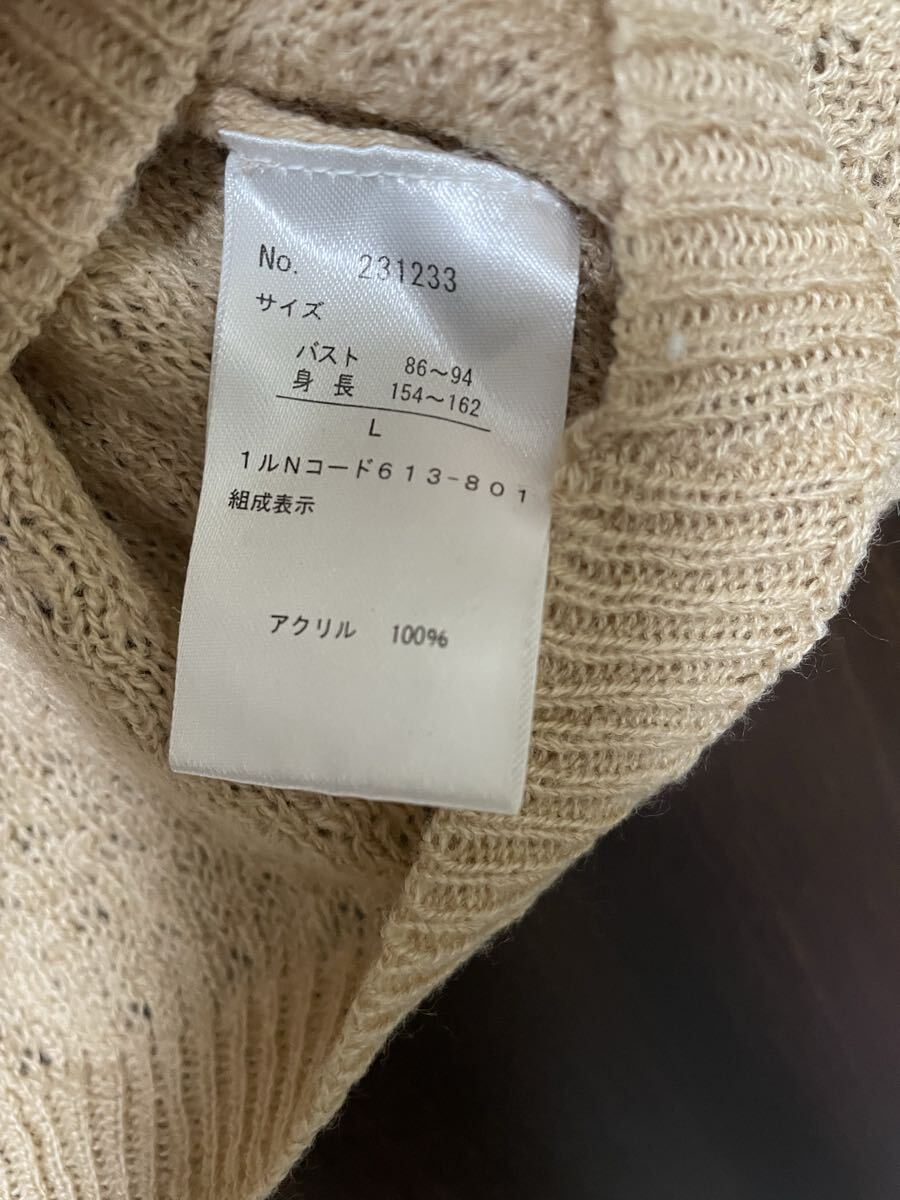 No. 231233
サイズ
バスト 86～94
身長 154～162
L
1ルNコード613-801
組成表示
アクリル 100%